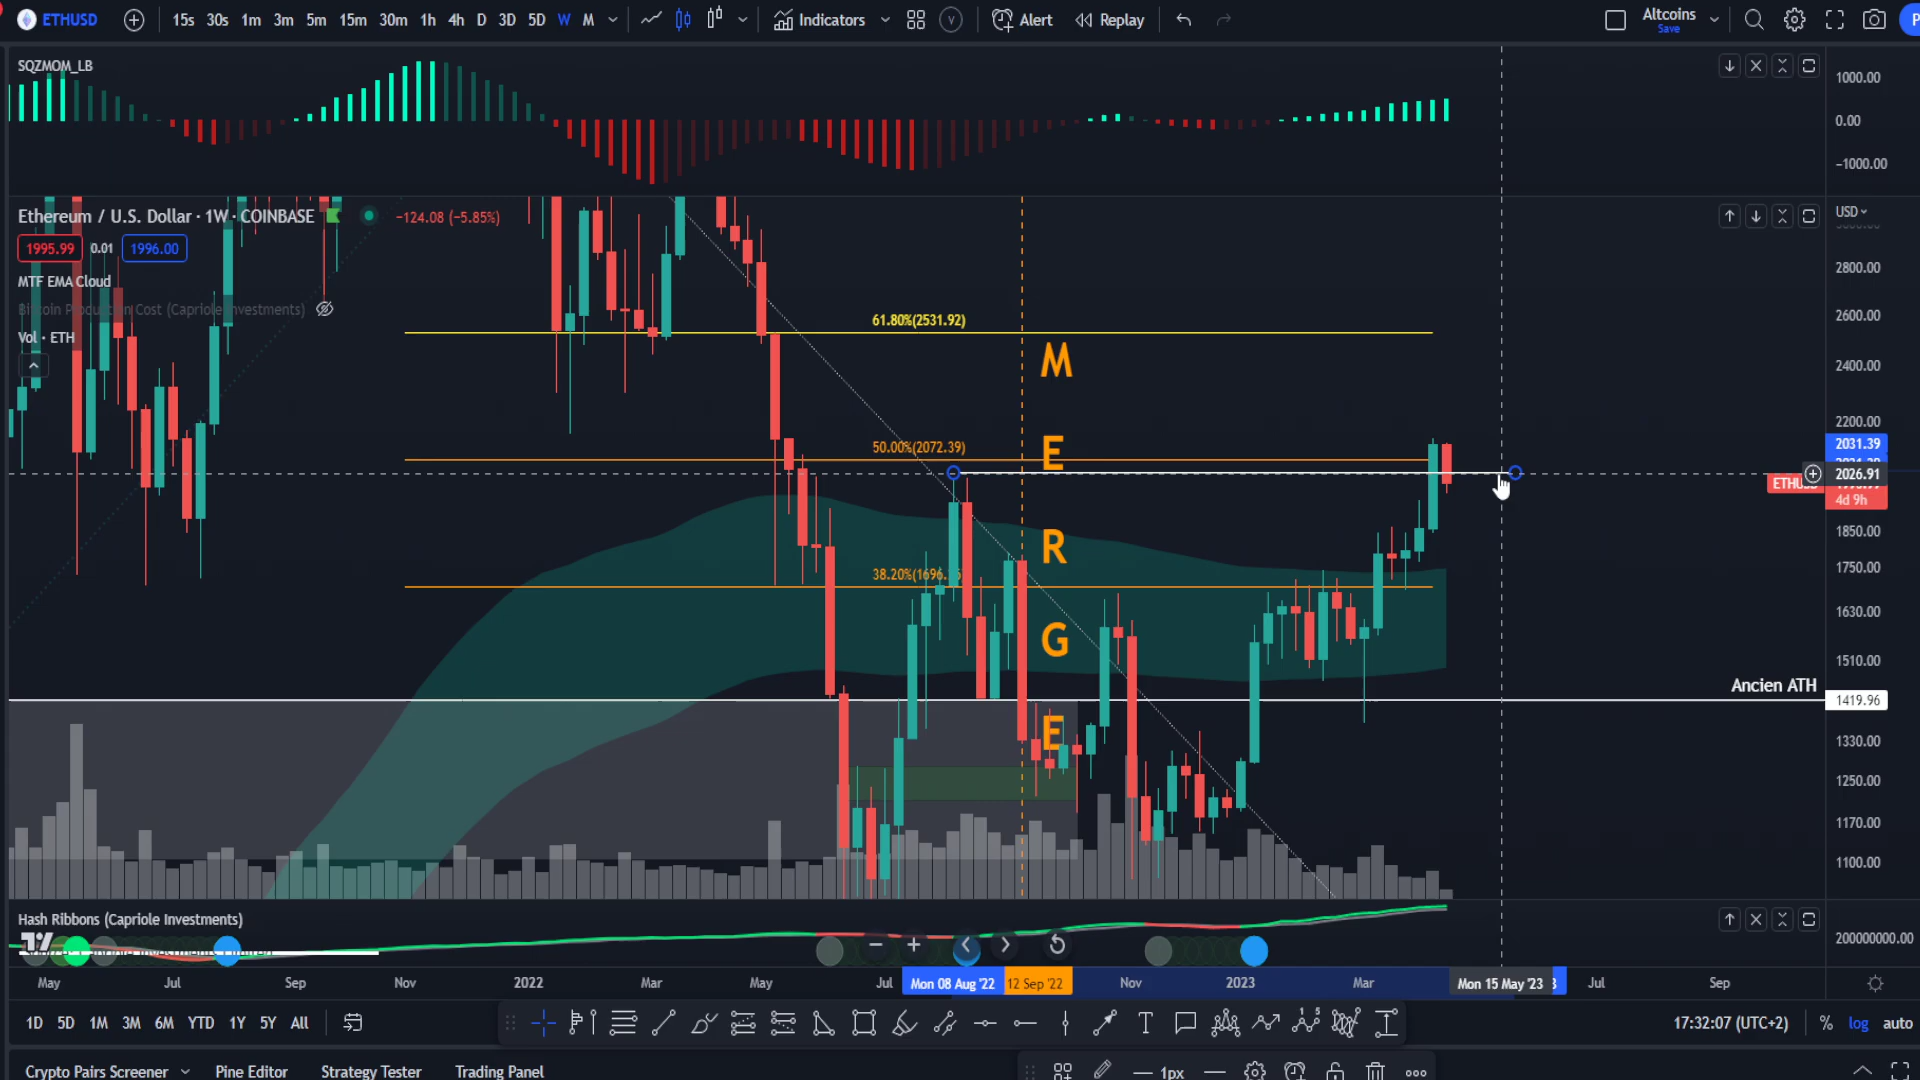 ETHUSD 15s 30s 1m 3m 5m 15m 30m 1h 4h D 3D 5D W M Indicators V Alert Replay Altcoins
Save
SQZMOM_LB
1000.00
0.00
−1000.00
Ethereum / U.S. Dollar · 1W · COINBASE −124.08 (−5.85%)
USD
1995.99 0.01 1996.00
MTF EMA Cloud
Bitcoin Production Cost (Capriole Investments)
Vol · ETH
2800.00
2600.00
2400.00
2200.00
61.80%(2531.92)
M
50.00%(2072.39)
E
2031.39
2026.91
4d 9h
1850.00
R
1750.00
38.20%(1696.
1630.00
G
1510.00
Ancien ATH
1419.96
E
1330.00
1250.00
1170.00
1100.00
Hash Ribbons (Capriole Investments)
200000000.00
May Jul Sep Nov 2022 Mar May Jul Mon 08 Aug '22 12 Sep '22 Nov 2023 Mar Mon 15 May '23 Jul Sep
1D 5D 1M 3M 6M YTD 1Y 5Y All
17:32:07 (UTC+2) % log auto
Crypto Pairs Screener Pine Editor Strategy Tester Trading Panel
1px